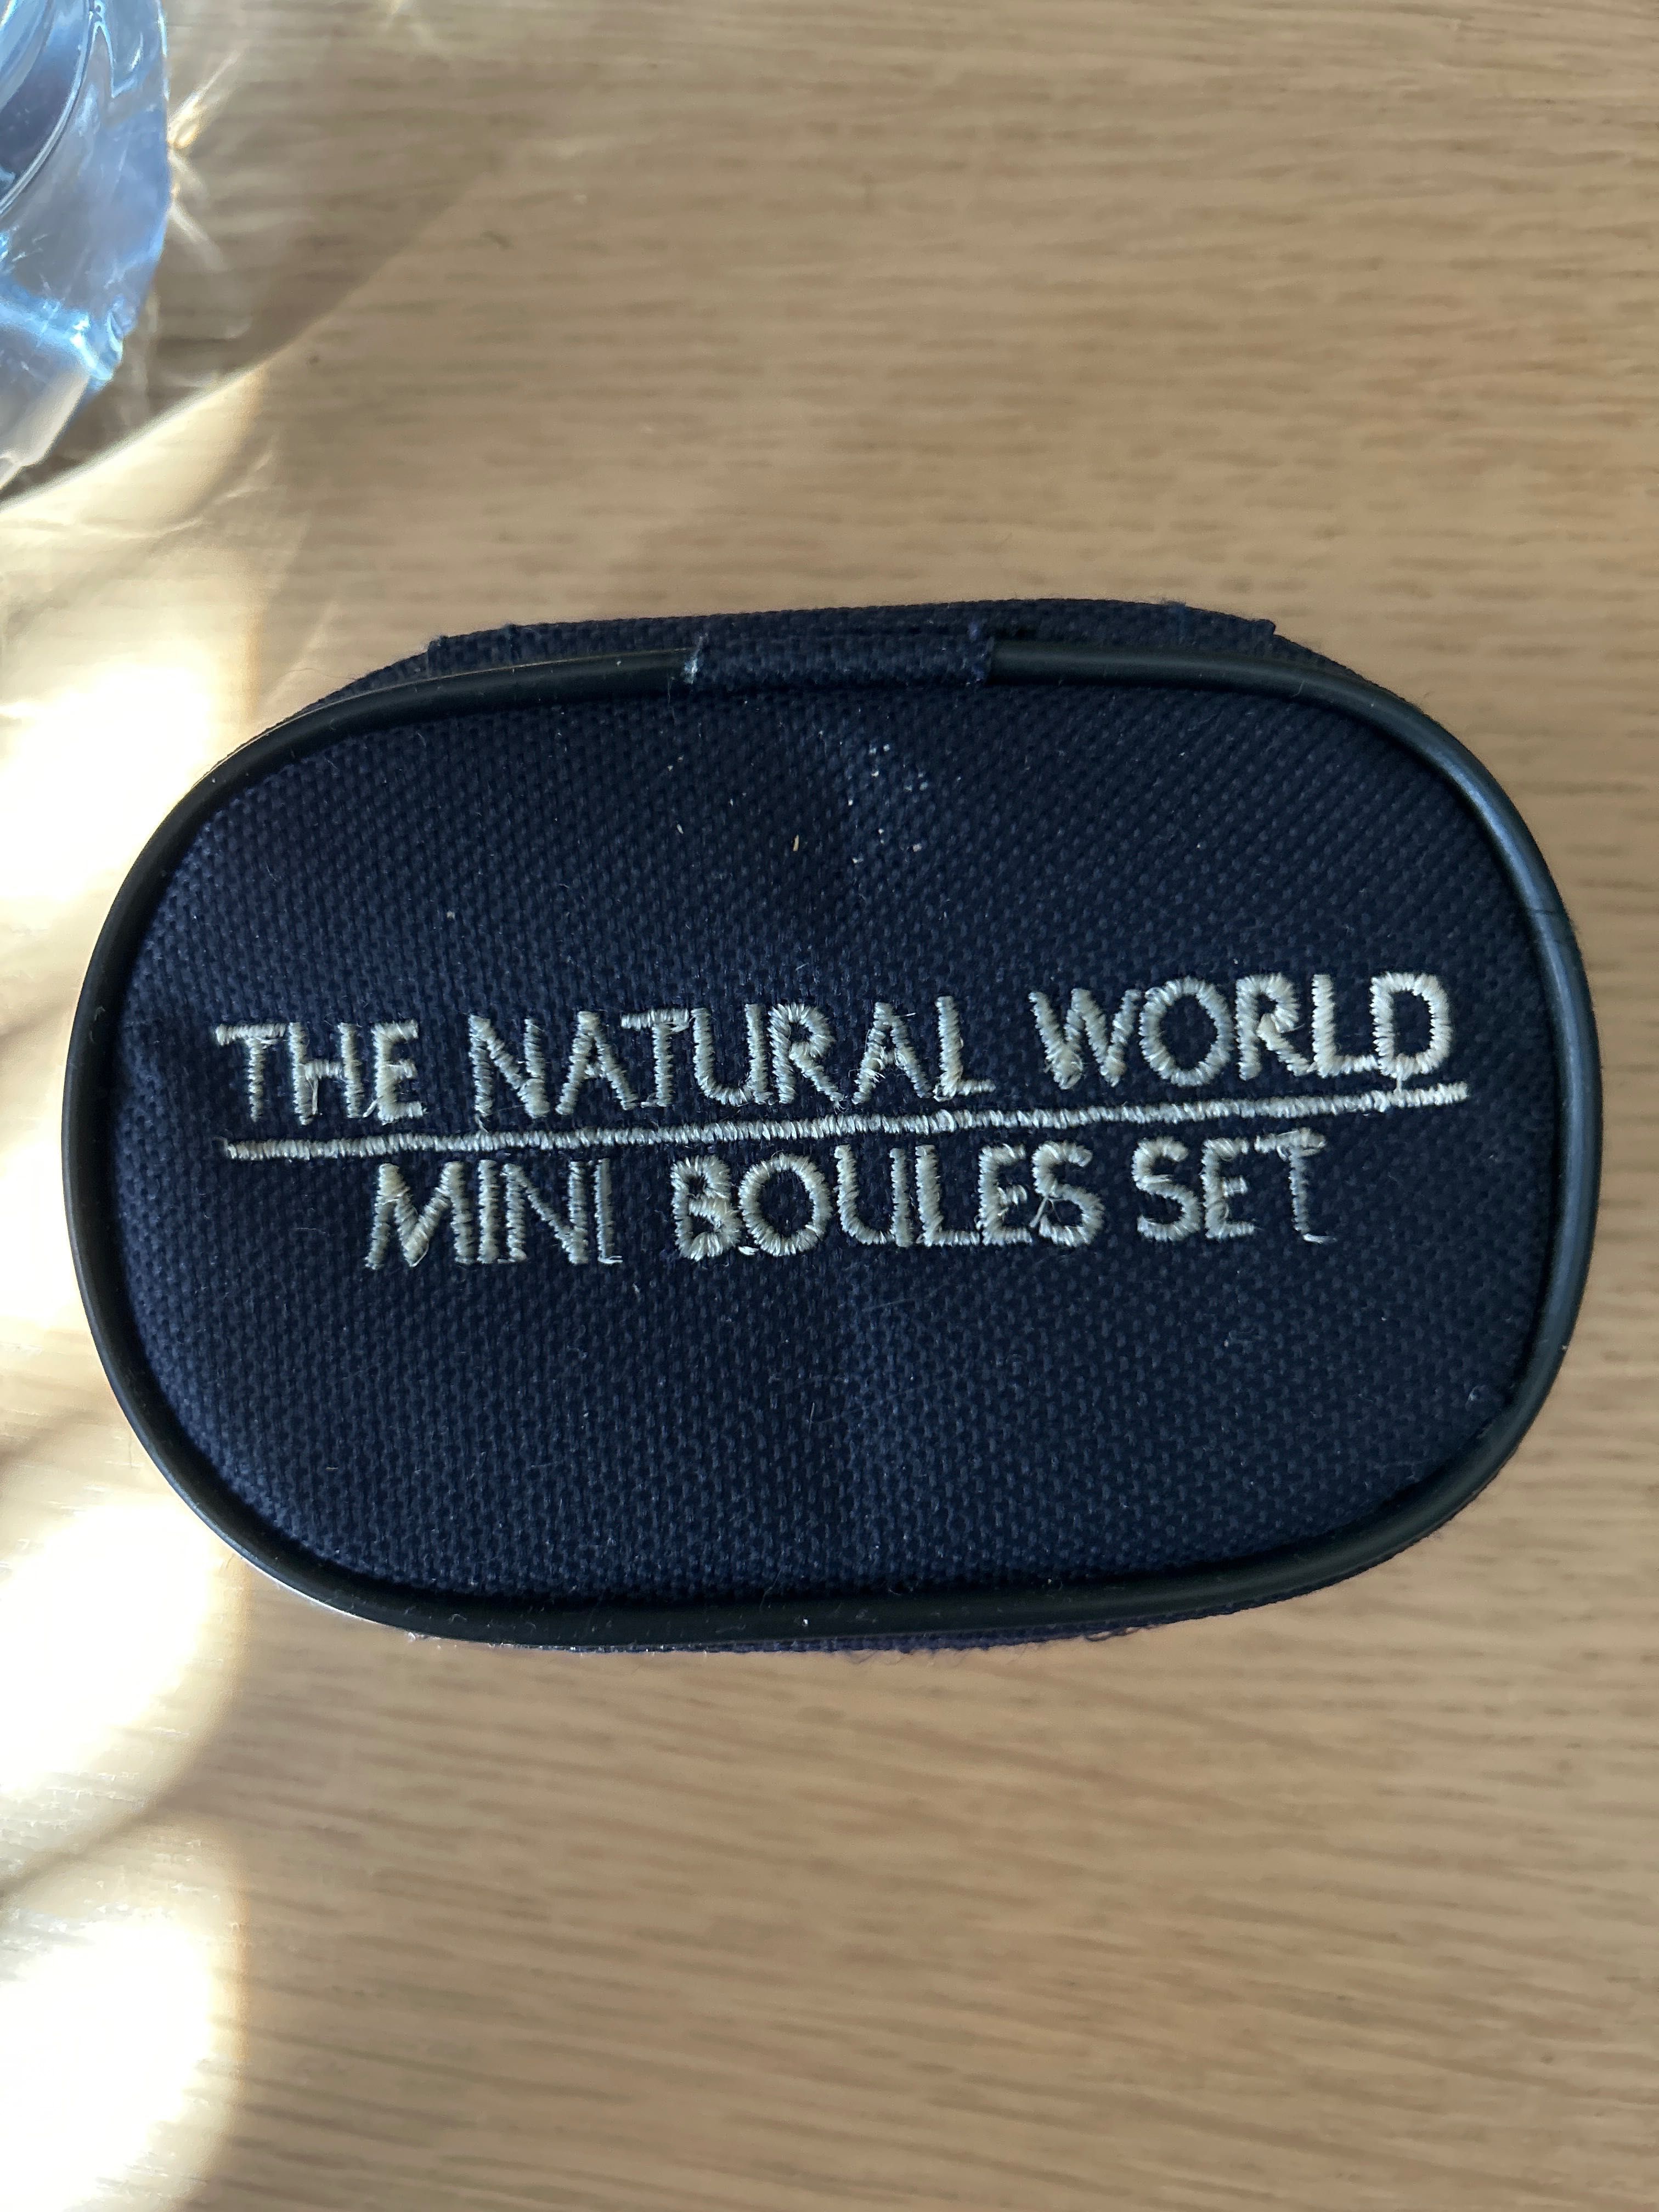 THE NATURAL WORLD
MINI BOULES SET